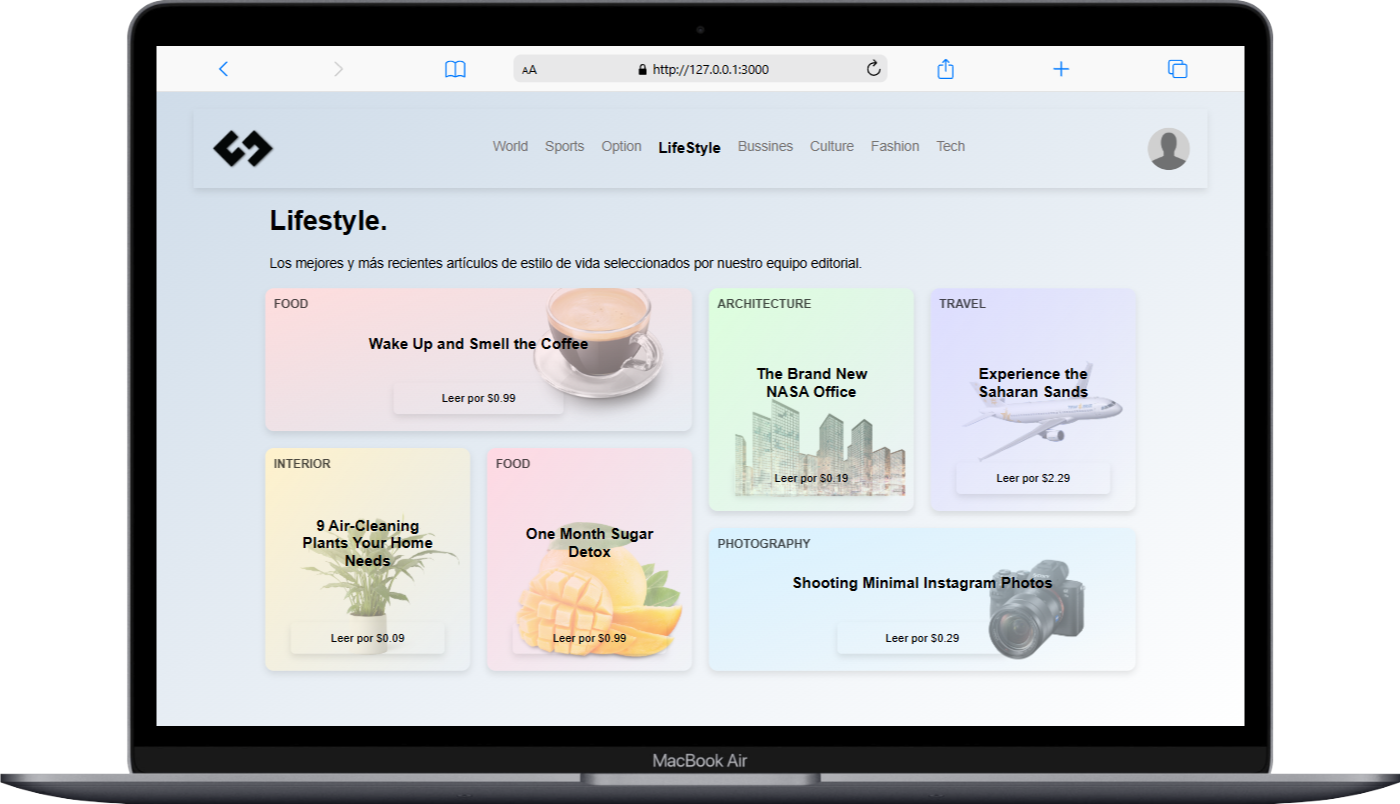 AA http://127.0.0.1:3000
World Sports Option LifeStyle Bussines Culture Fashion Tech
Lifestyle.
Los mejores y más recientes artículos de estilo de vida seleccionados por nuestro equipo editorial.
FOOD
Wake Up and Smell the Coffee
Leer por $0.99
ARCHITECTURE
The Brand New
NASA Office
Leer por $0.19
TRAVEL
Experience the
Saharan Sands
Leer por $2.29
INTERIOR
9 Air-Cleaning
Plants Your Home
Needs
Leer por $0.09
FOOD
One Month Sugar
Detox
Leer por $0.99
PHOTOGRAPHY
Shooting Minimal Instagram Photos
Leer por $0.29
MacBook Air